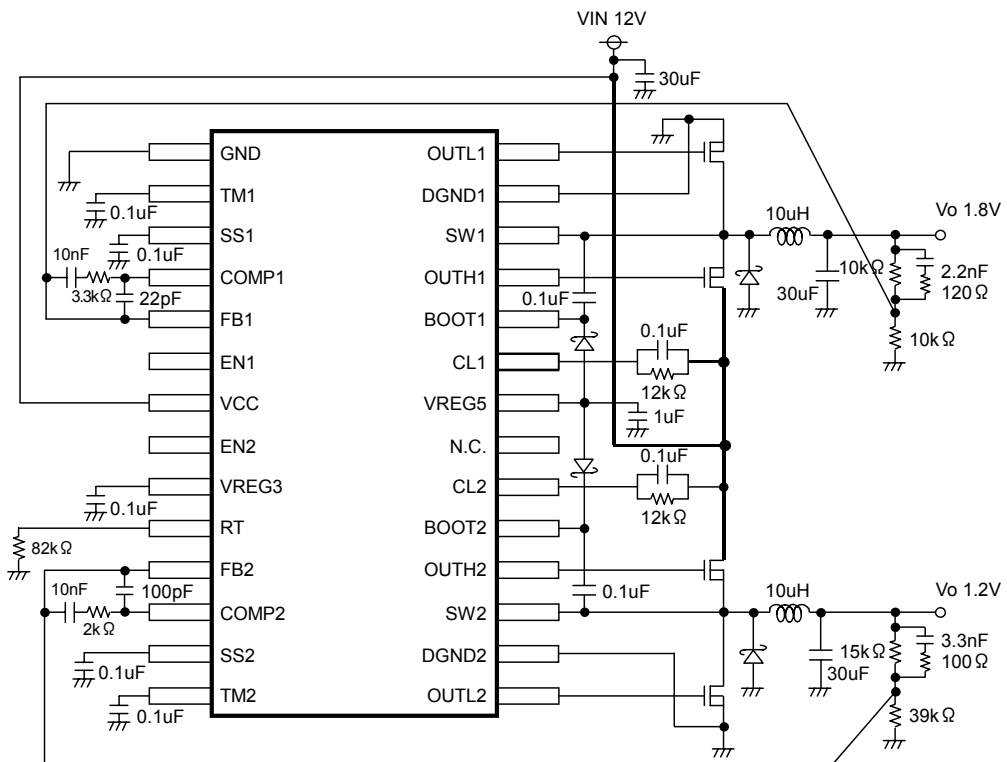 VIN 12V
30uF
GND
TM1
0.1uF
SS1
0.1uF
10nF
3.3kΩ
COMP1
22pF
FB1
EN1
VCC
EN2
VREG3
0.1uF
RT
82kΩ
FB2
10nF
100pF
2kΩ
COMP2
SS2
0.1uF
TM2
0.1uF
OUTL1
DGND1
SW1
OUTH1
0.1uF
BOOT1
CL1
0.1uF
12kΩ
VREG5
1uF
N.C.
0.1uF
CL2
12kΩ
BOOT2
OUTH2
0.1uF
SW2
DGND2
OUTL2
10uH
Vo 1.8V
10kΩ
2.2nF
120Ω
30uF
10kΩ
10uH
Vo 1.2V
15kΩ
3.3nF
100Ω
30uF
39kΩ